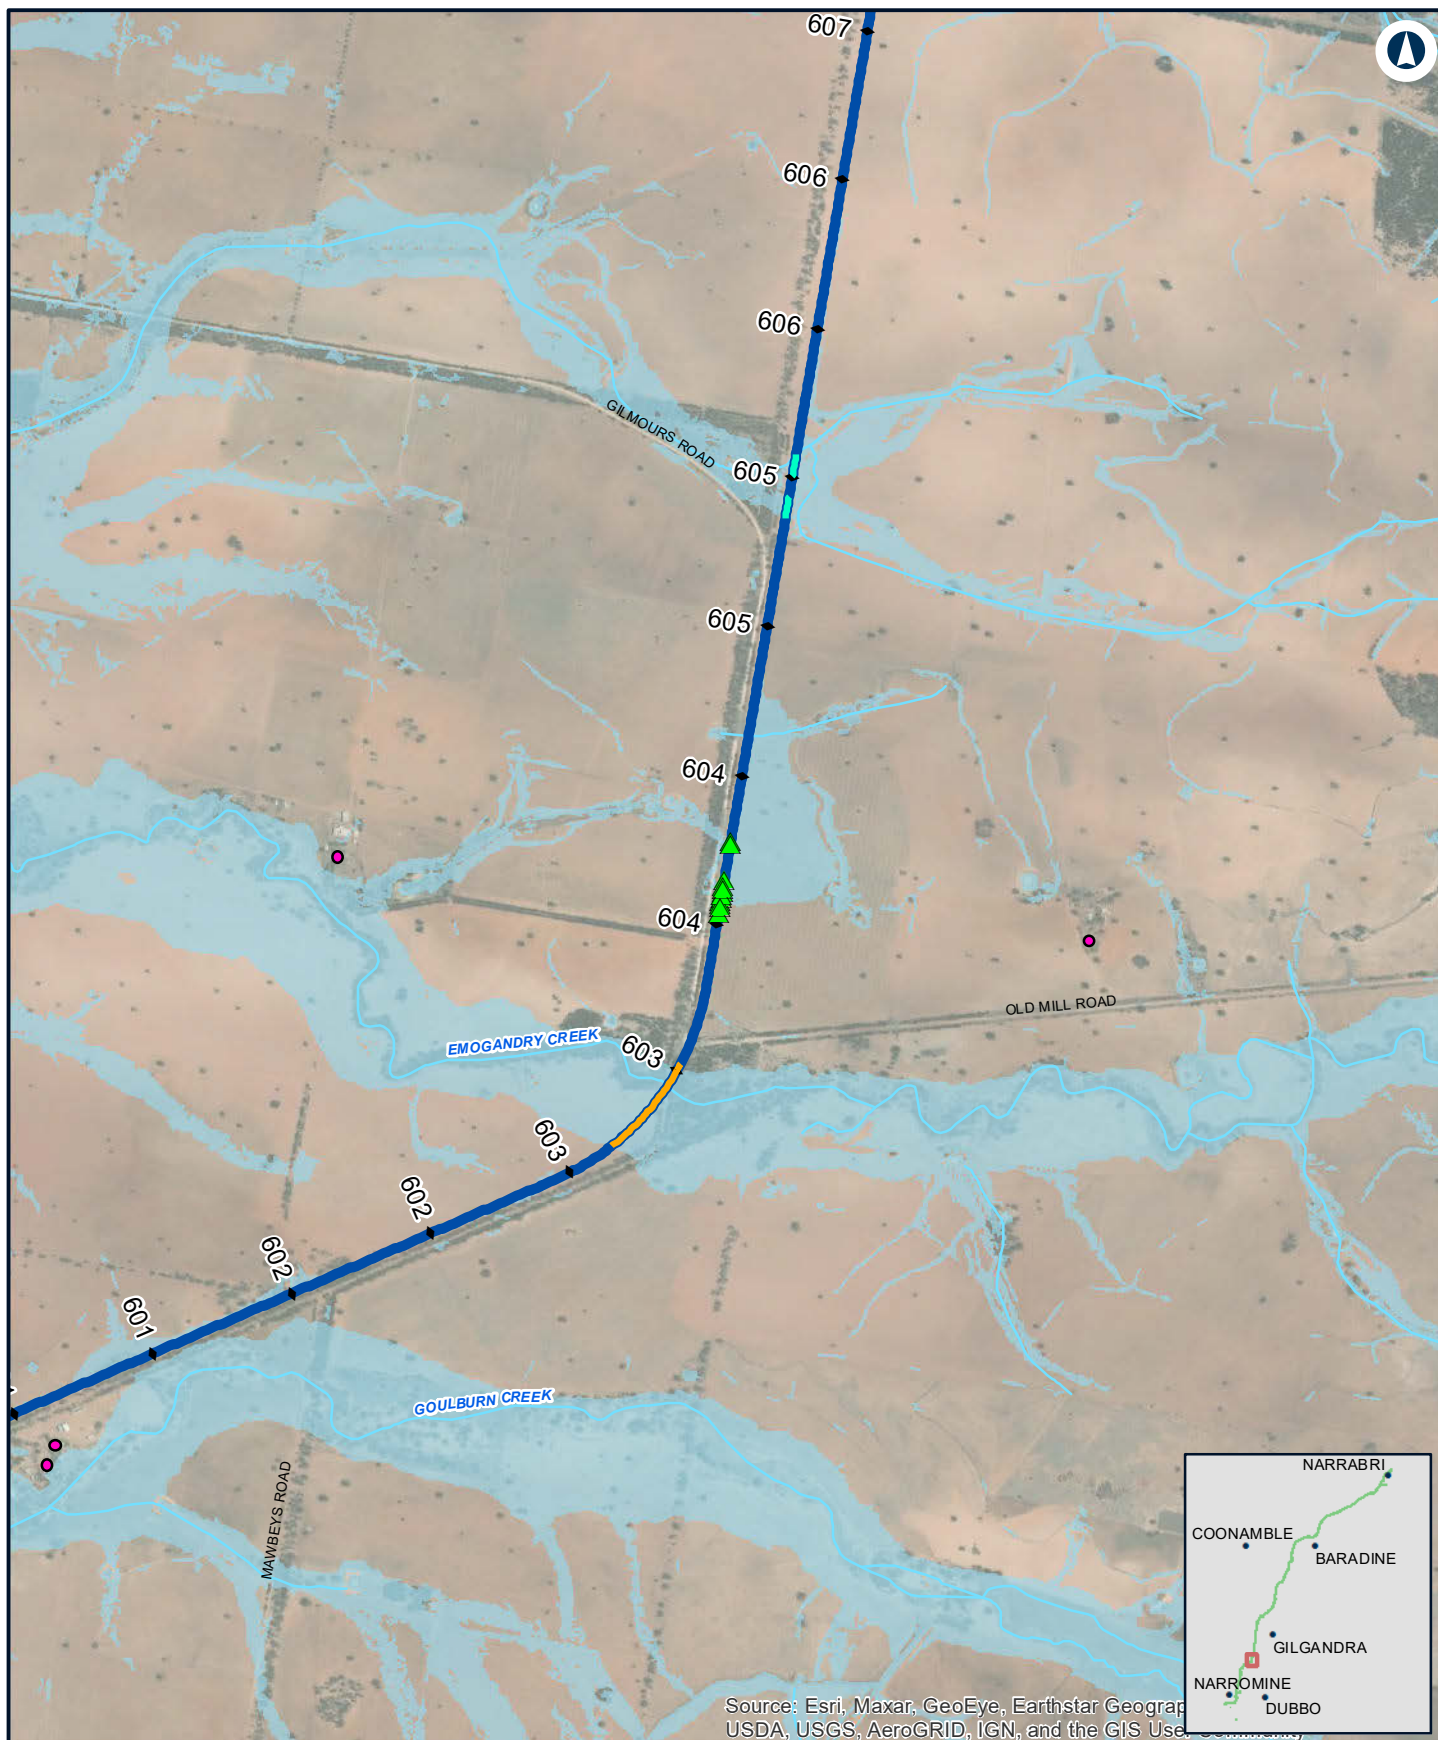 607
606
606
GILMOURS ROAD
605
605
604
604
OLD MILL ROAD
EMOGANDRY CREEK
603
603
602
602
601
GOULBURN CREEK
MAWBEYS ROAD
NARRABRI
COONAMBLE
BARADINE
GILGANDRA
NARROMINE
DUBBO
Source: Esri, Maxar, GeoEye, Earthstar
USDA, USGS, AeroGRID, IGN, and the GIS User Community